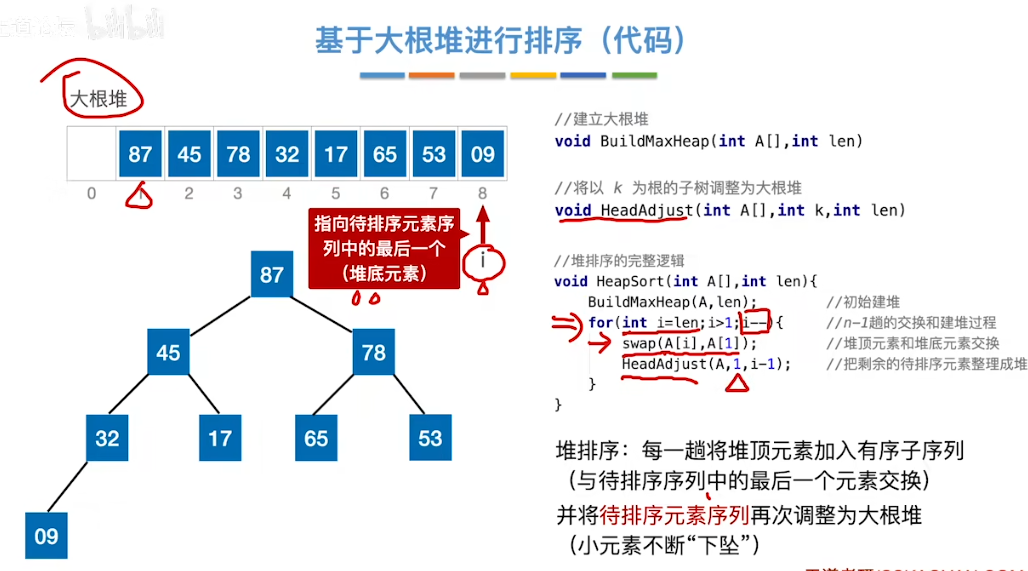 基于大根堆进行排序（代码）
大根堆
87 45 78 32 17 65 53 09
0 1 2 3 4 5 6 7 8
指向待排序元素序
列中的最后一个
（堆底元素）
i
87
45 78
32 17 65 53
09
//建立大根堆
void BuildMaxHeap(int A[],int len)
//将以 k 为根的子树调整为大根堆
void HeadAdjust(int A[],int k,int len)
//堆排序的完整逻辑
void HeapSort(int A[],int len){
BuildMaxHeap(A,len); //初始建堆
for(int i=len;i>1;i--){ //n-1趟的交换和建堆过程
swap(A[i],A[1]); //堆顶元素和堆底元素交换
HeadAdjust(A,1,i-1); //把剩余的待排序元素整理成堆
}
}
堆排序：每一趟将堆顶元素加入有序子序列
（与待排序序列中的最后一个元素交换）
并将待排序元素序列再次调整为大根堆
（小元素不断“下坠”）